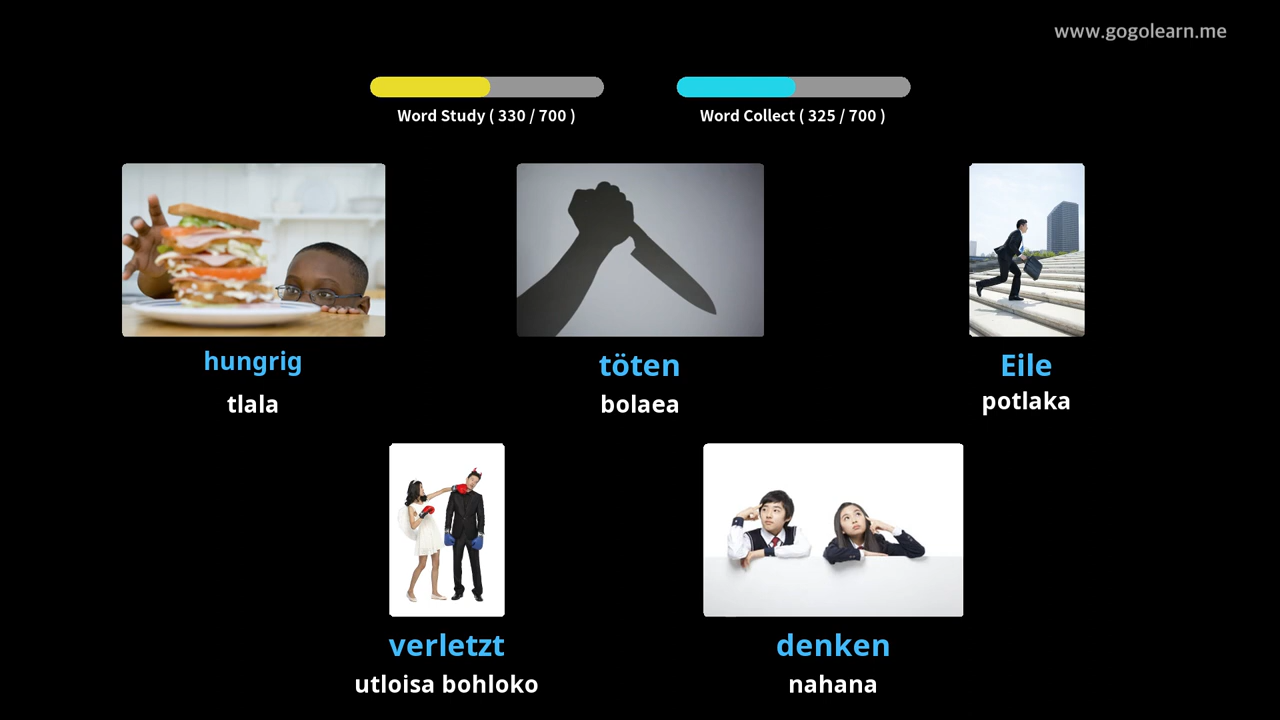 www.gogolearn.me
Word Study ( 330 / 700 )
Word Collect ( 325 / 700 )
hungrig
tlala
töten
bolaea
Eile
potlaka
verletzt
utloisa bohloko
denken
nahana